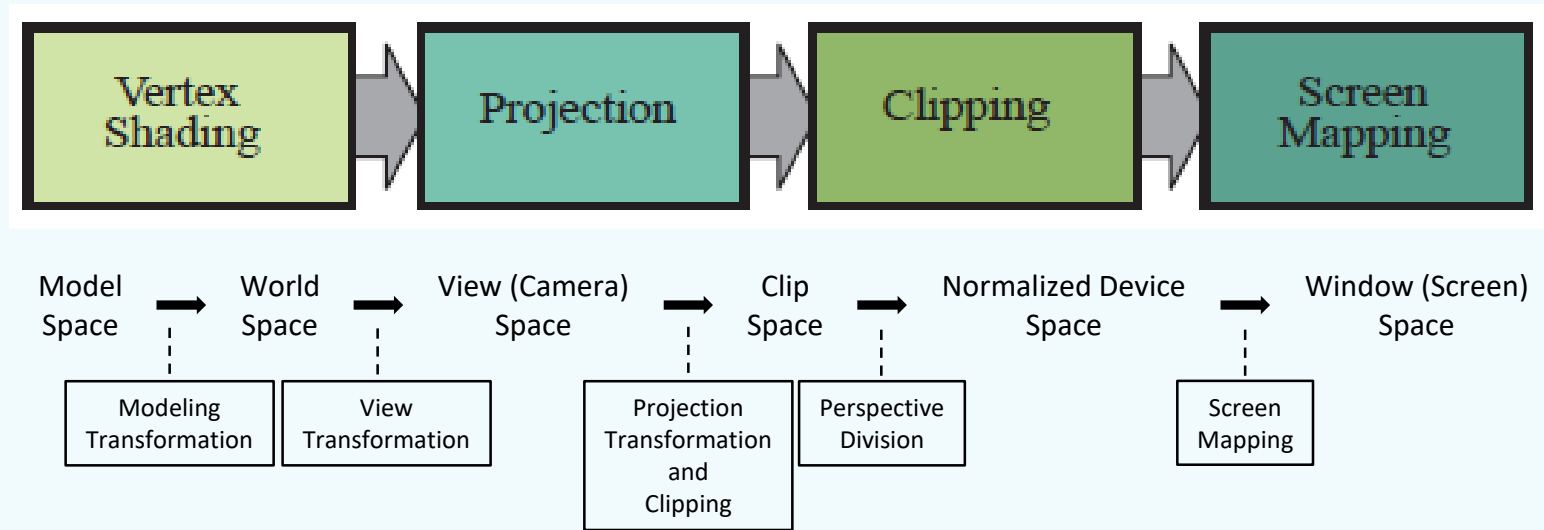 Vertex
Shading
Projection
Clipping
Screen
Mapping
Model
Space
World
Space
View (Camera)
Space
Clip
Space
Normalized Device
Space
Window (Screen)
Space
Modeling
Transformation
View
Transformation
Projection
Transformation
and
Clipping
Perspective
Division
Screen
Mapping